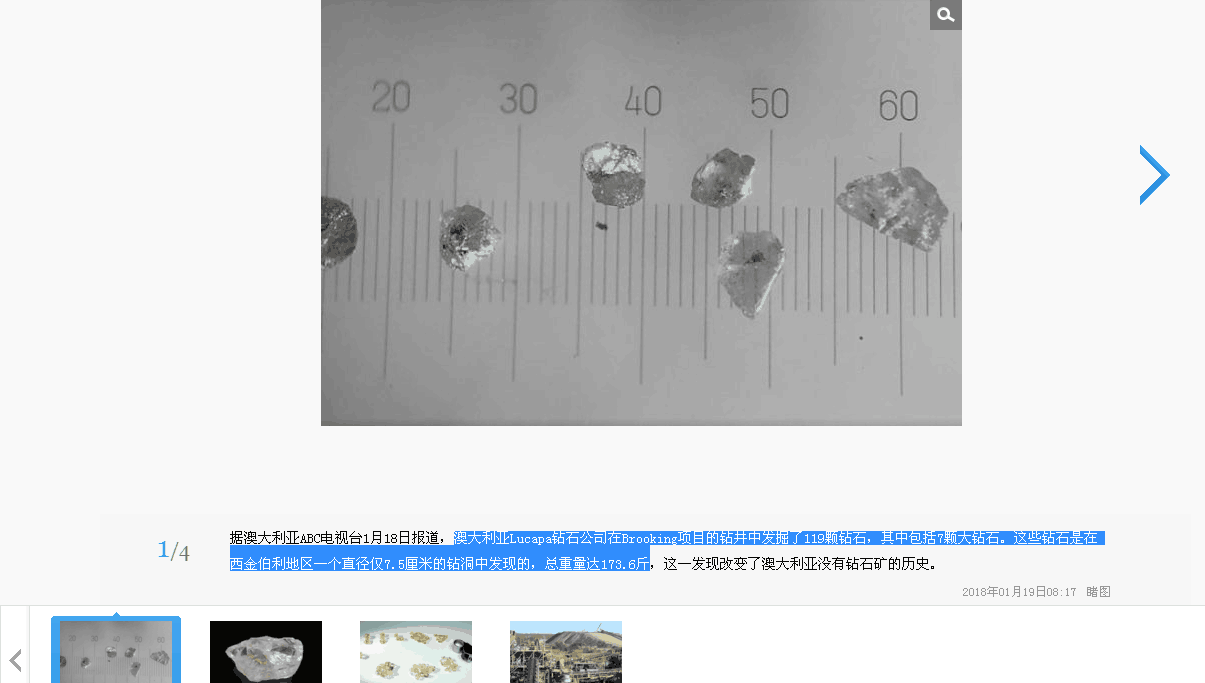 20 30 40 50 60
1/4
据澳大利亚ABC电视台1月18日报道，澳大利亚Lucapa钻石公司在Brooking项目的钻井中发掘了119颗钻石，其中包括7颗大钻石。这些钻石是在
西金伯利地区一个直径仅7.5厘米的钻洞中发现的，总重量达173.6斤，这一发现改变了澳大利亚没有钻石矿的历史。
2018年01月19日08:17 睹图